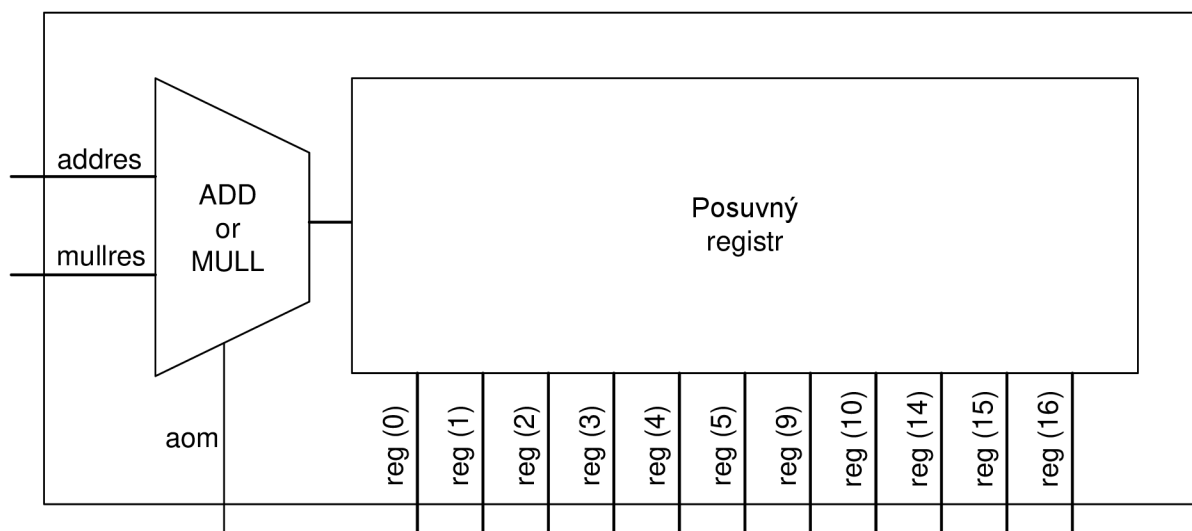 addres
mullres
ADD
or
MULL
Posuvný
registr
aom
reg (0)
reg (1)
reg (2)
reg (3)
reg (4)
reg (5)
reg (9)
reg (10)
reg (14)
reg (15)
reg (16)